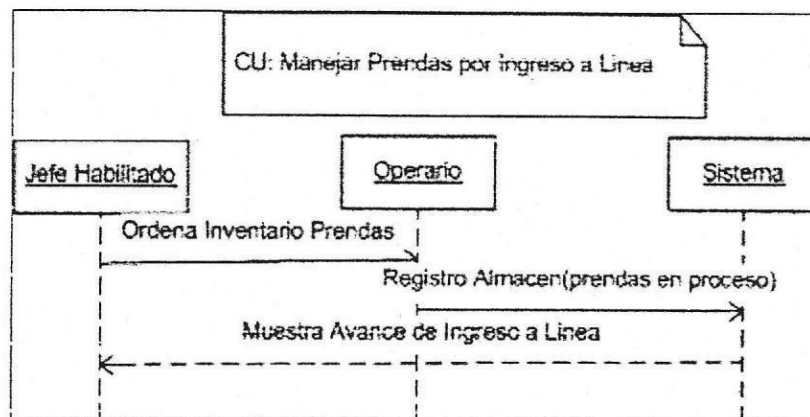 CU: Manejar Prendas por Ingreso a Linea
Jefe Habilitado
Operario
Sistema
Ordena Inventario Prendas
Registro Almacen(prendas en proceso)
Muestra Avance de Ingreso a Linea